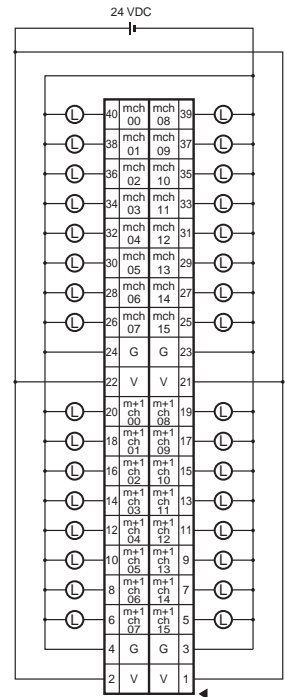 24 VDC
L 40 mch 00 mch 08 39 L
L 38 mch 01 mch 09 37 L
L 36 mch 02 mch 10 35 L
L 34 mch 03 mch 11 33 L
L 32 mch 04 mch 12 31 L
L 30 mch 05 mch 13 29 L
L 28 mch 06 mch 14 27 L
L 26 mch 07 mch 15 25 L
24 G G 23
22 V V 21
L 20 m+1 ch 00 m+1 ch 08 19 L
L 18 m+1 ch 01 m+1 ch 09 17 L
L 16 m+1 ch 02 m+1 ch 10 15 L
L 14 m+1 ch 03 m+1 ch 11 13 L
L 12 m+1 ch 04 m+1 ch 12 11 L
L 10 m+1 ch 05 m+1 ch 13 9 L
L 8 m+1 ch 06 m+1 ch 14 7 L
L 6 m+1 ch 07 m+1 ch 15 5 L
4 G G 3
2 V V 1